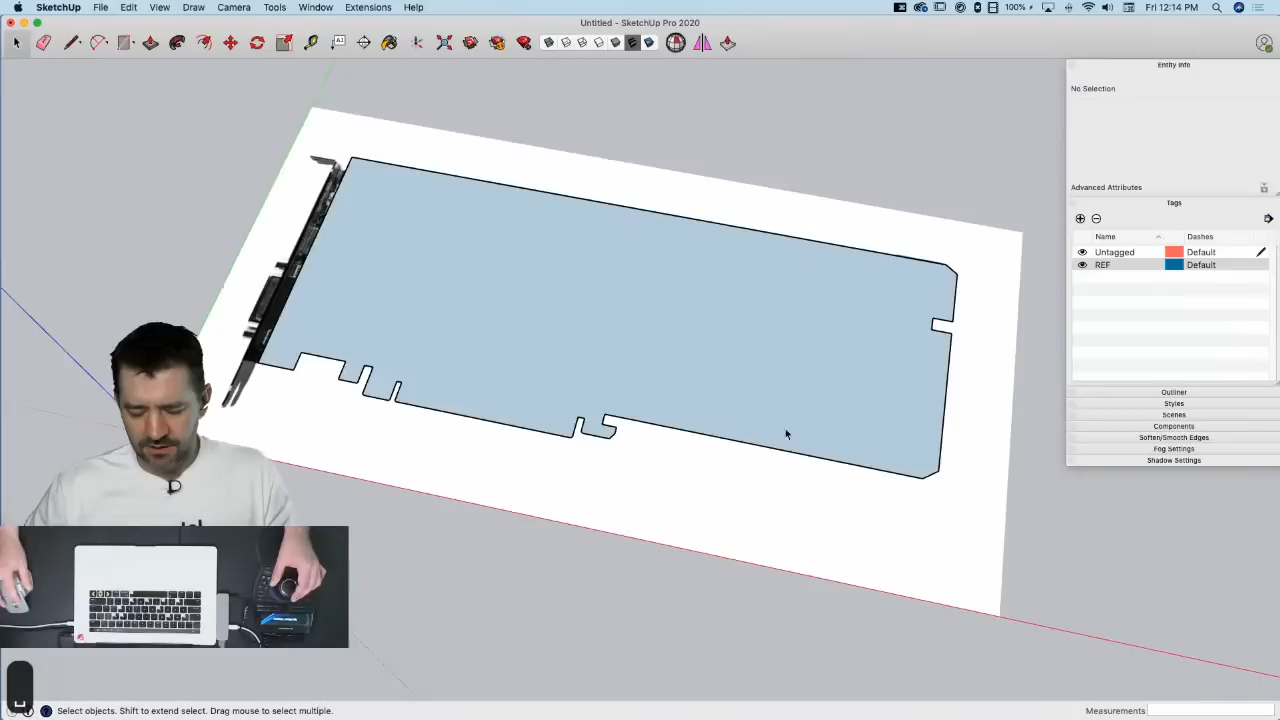 SketchUp File Edit View Draw Camera Tools Window Extensions Help
100% Fri 12:14 PM
Untitled - SketchUp Pro 2020
Entity Info
No Selection
Advanced Attributes
Tags
Name Dashes
Untagged Default
REF Default
Outliner
Styles
Scenes
Components
Soften/Smooth Edges
Fog Settings
Shadow Settings
Select objects. Shift to extend select. Drag mouse to select multiple.
Measurements